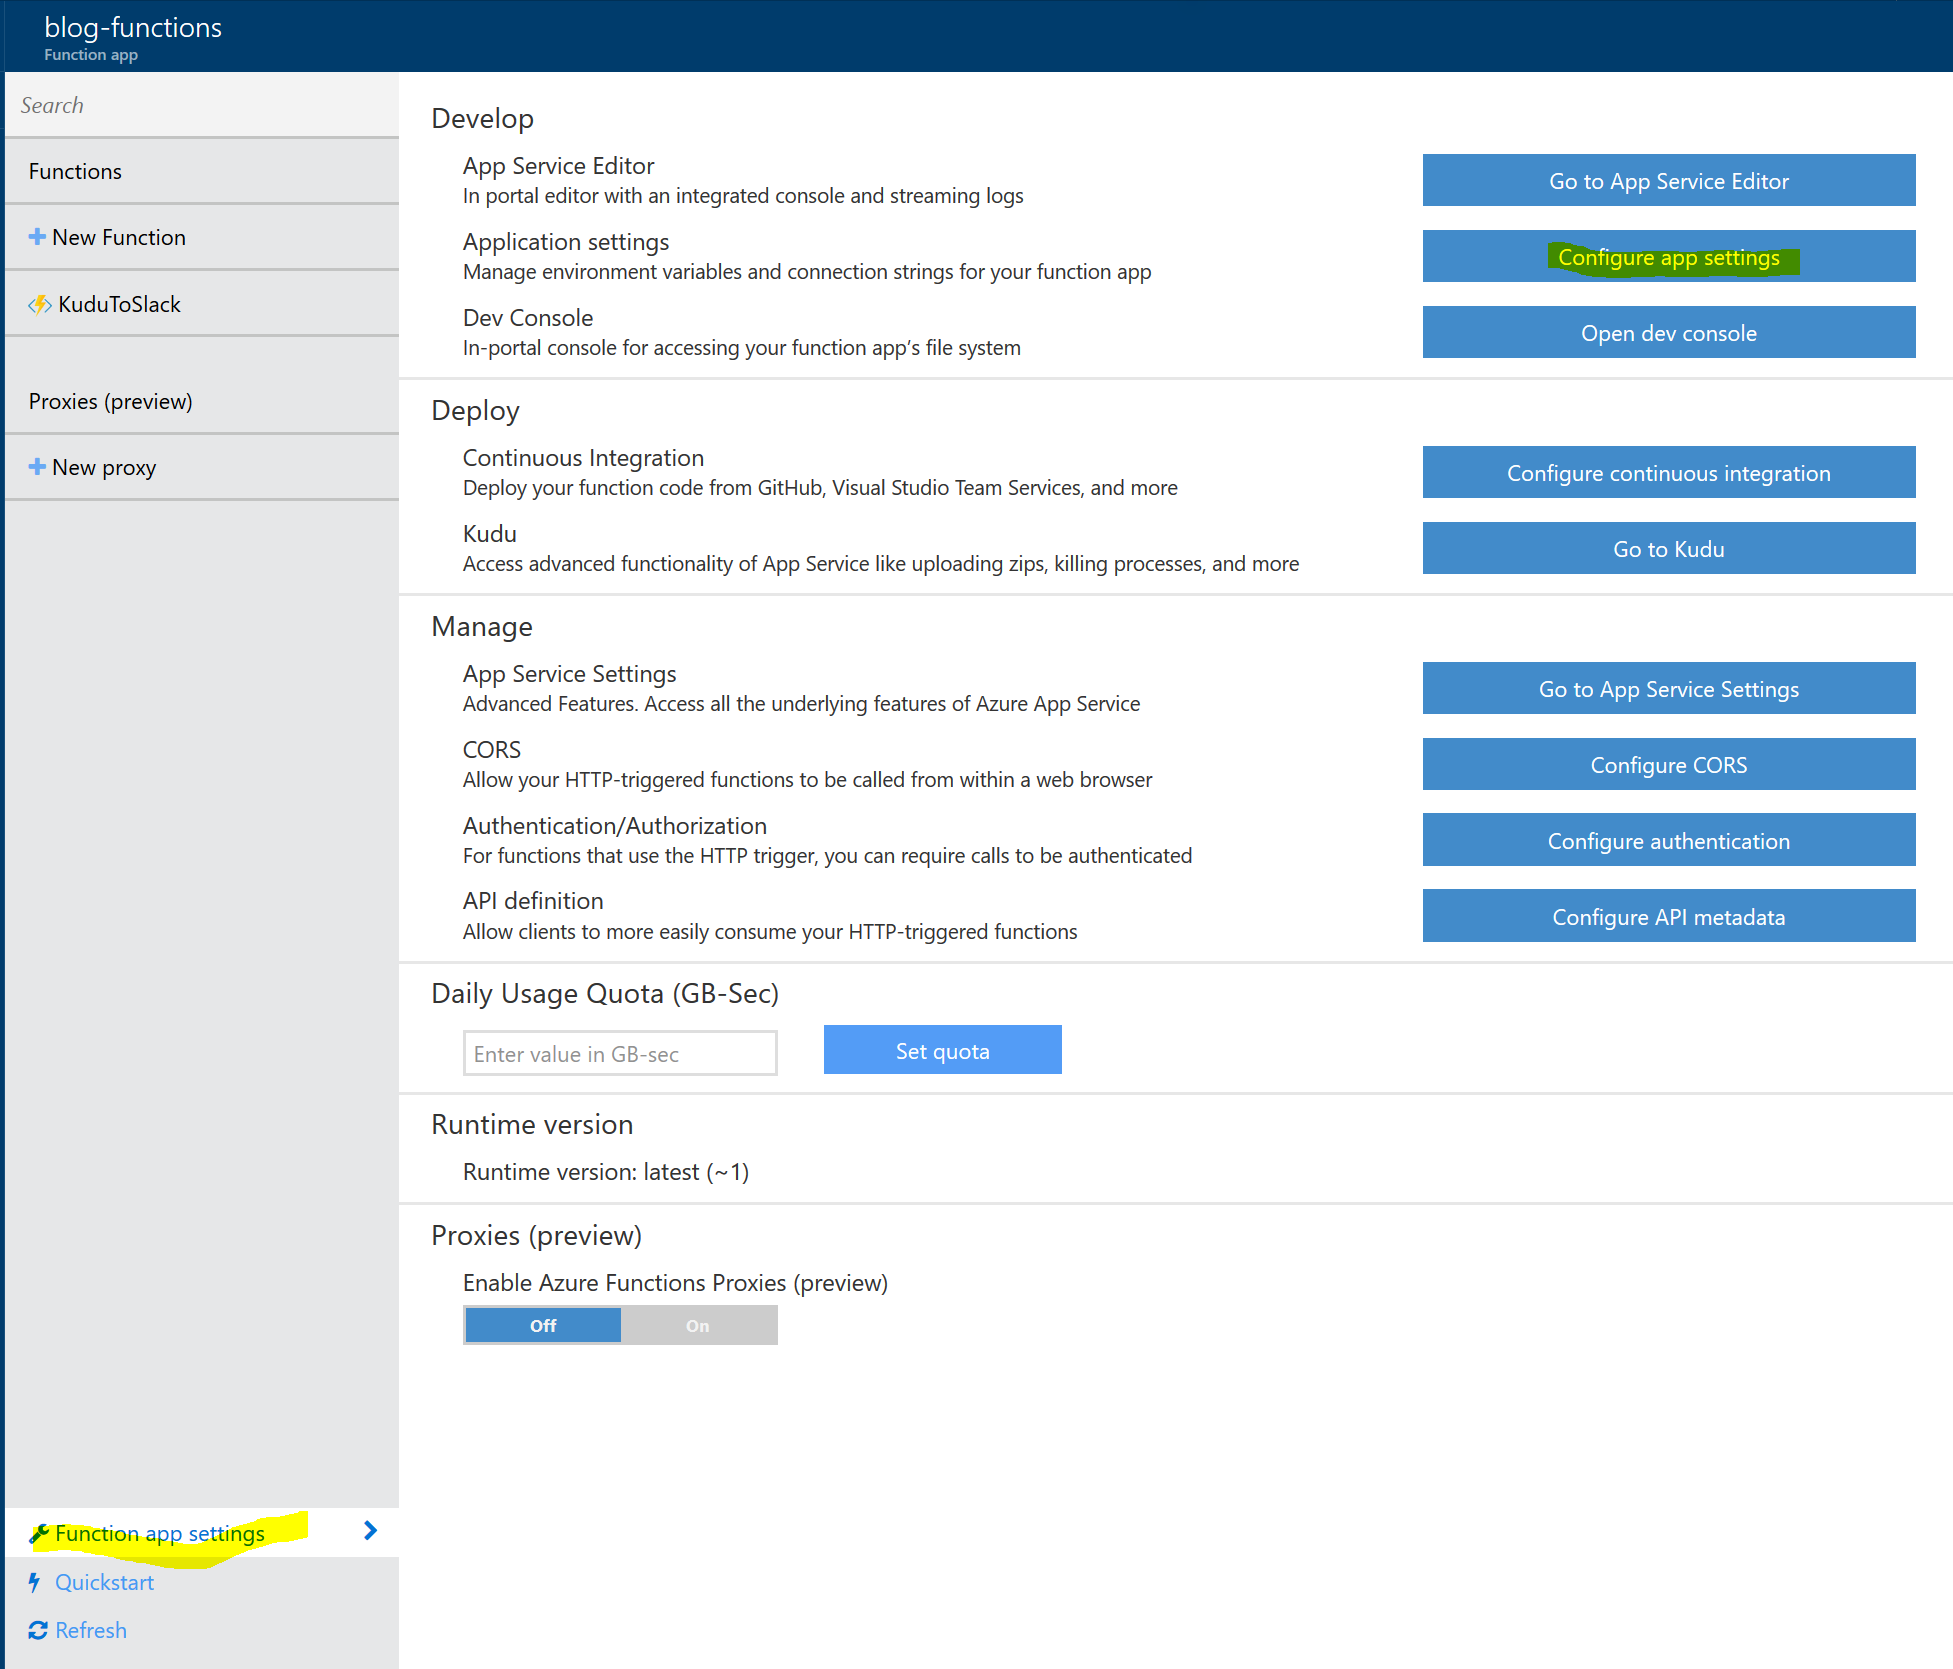 blog-functions
Function app
Search
Functions
New Function
KuduToSlack
Proxies (preview)
New proxy
Function app settings
Quickstart
Refresh
Develop
App Service Editor
In portal editor with an integrated console and streaming logs
Go to App Service Editor
Application settings
Manage environment variables and connection strings for your function app
Configure app settings
Dev Console
In-portal console for accessing your function app’s file system
Open dev console
Deploy
Continuous Integration
Deploy your function code from GitHub, Visual Studio Team Services, and more
Configure continuous integration
Kudu
Access advanced functionality of App Service like uploading zips, killing processes, and more
Go to Kudu
Manage
App Service Settings
Advanced Features. Access all the underlying features of Azure App Service
Go to App Service Settings
CORS
Allow your HTTP-triggered functions to be called from within a web browser
Configure CORS
Authentication/Authorization
For functions that use the HTTP trigger, you can require calls to be authenticated
Configure authentication
API definition
Allow clients to more easily consume your HTTP-triggered functions
Configure API metadata
Daily Usage Quota (GB-Sec)
Enter value in GB-sec
Set quota
Runtime version
Runtime version: latest (~1)
Proxies (preview)
Enable Azure Functions Proxies (preview)
Off
On